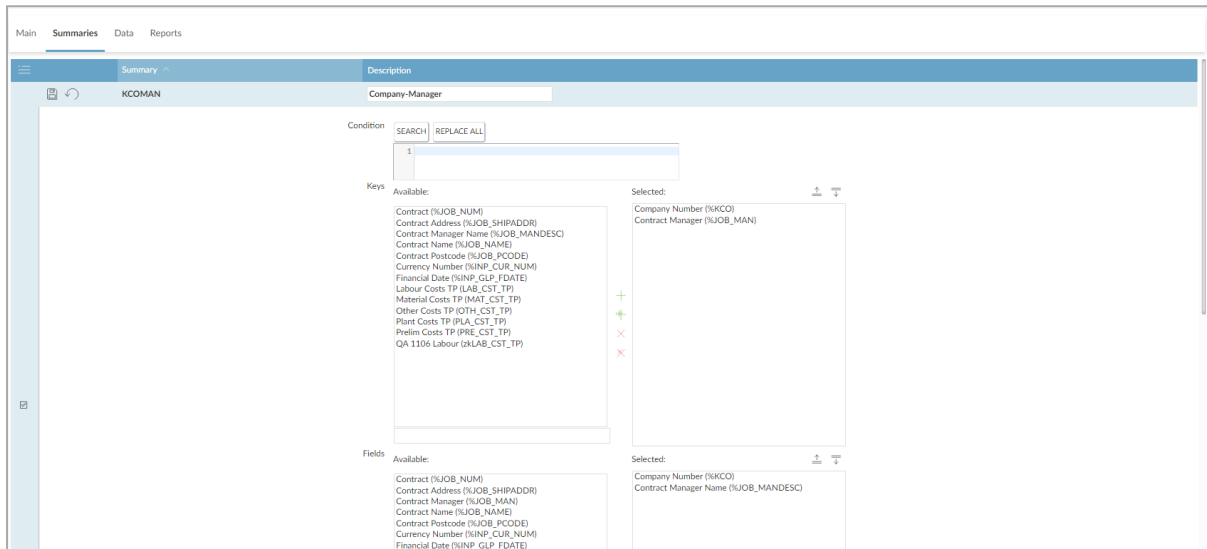 Main Summaries Data Reports
Summary Description
KCOMAN Company-Manager
Condition SEARCH REPLACE ALL
1
Keys Available: Selected:
Contract (%JOB_NUM) Company Number (%KCO)
Contract Address (%JOB_SHIPADDR) Contract Manager (%JOB_MAN)
Contract Manager Name (%JOB_MANDESC)
Contract Name (%JOB_NAME)
Contract Postcode (%JOB_PCODE)
Currency Number (%INP_CUR_NUM)
Financial Date (%INP_GLP_FDATE)
Labour Costs TP (LAB_CST_TP)
Material Costs TP (MAT_CST_TP)
Other Costs TP (OTH_CST_TP)
Plant Costs TP (PLA_CST_TP)
Prelim Costs TP (PRE_CST_TP)
QA 1106 Labour (zkLAB_CST_TP)
Fields Available: Selected:
Contract (%JOB_NUM) Company Number (%KCO)
Contract Address (%JOB_SHIPADDR) Contract Manager Name (%JOB_MANDESC)
Contract Manager (%JOB_MAN)
Contract Name (%JOB_NAME)
Contract Postcode (%JOB_PCODE)
Currency Number (%INP_CUR_NUM)
Financial Date (%INP_GLP_FDATE)